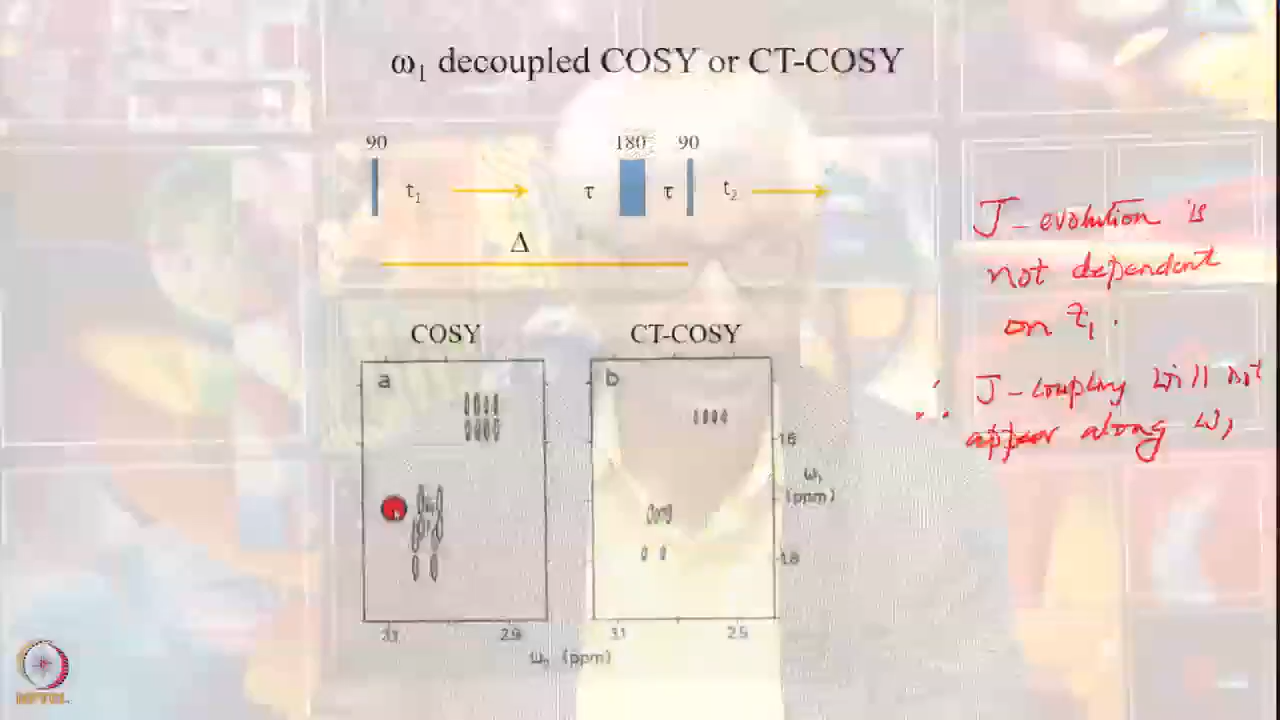 ω₁ decoupled COSY or CT-COSY
90 180 90
t₁ τ τ t₂
Δ
COSY CT-COSY
a b
1.6
ω₁
(ppm)
1.8
3.1 2.9 3.1 2.9
ω₂ (ppm)
J-evolution is
not dependent
on t₁.
∴ J-coupling will not
appear along ω₁
NPTEL